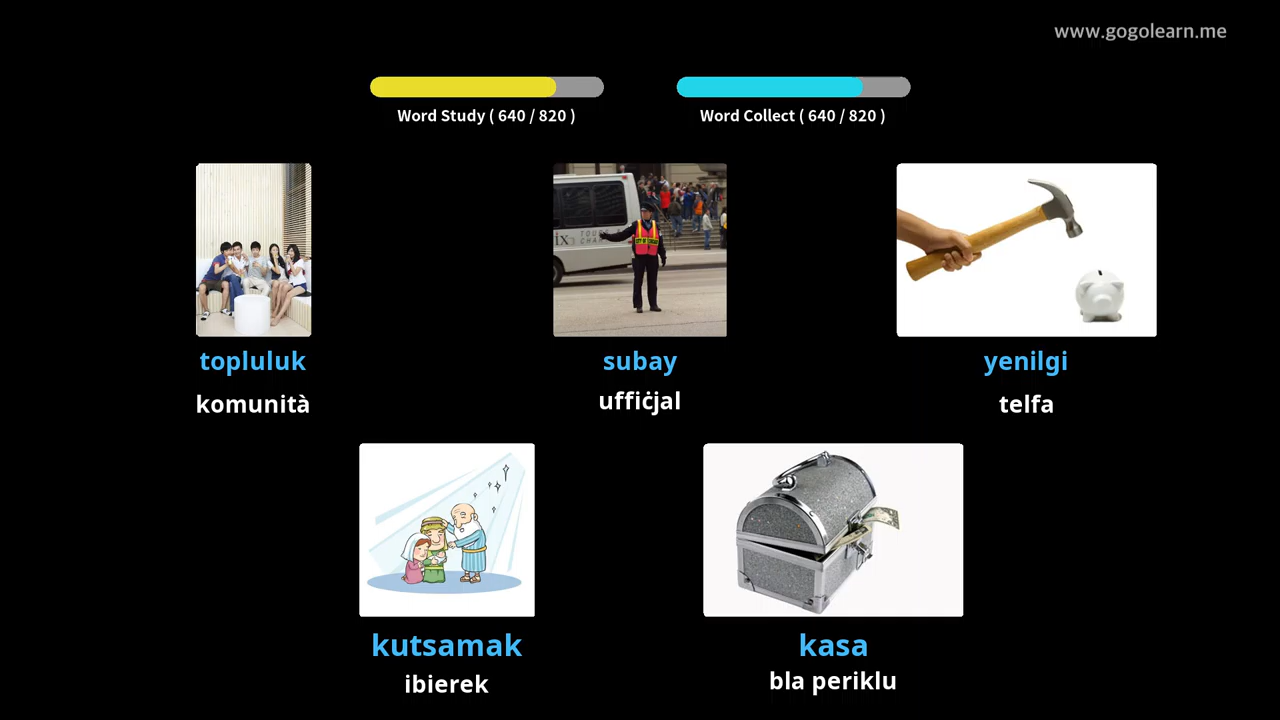 www.gogolearn.me
Word Study ( 640 / 820 )
Word Collect ( 640 / 820 )
topluluk
komunità
subay
uffiċjal
yenilgi
telfa
kutsamak
ibierek
kasa
bla periklu